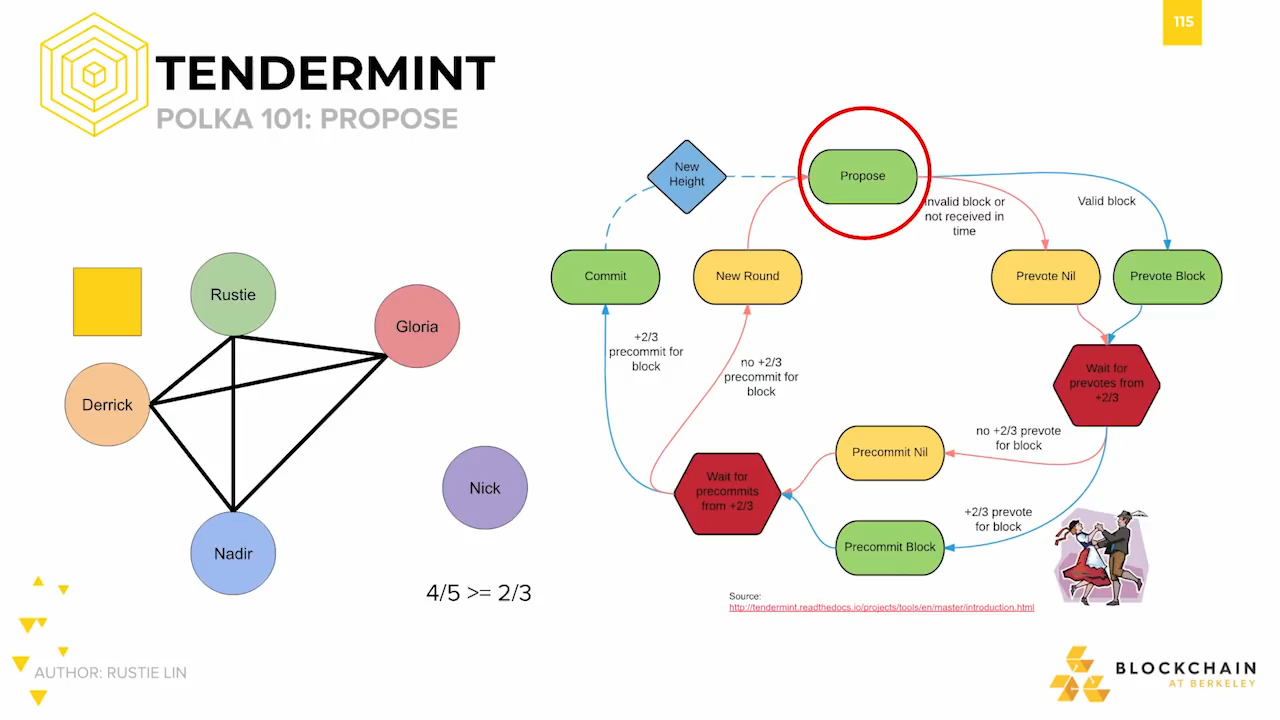 115
TENDERMINT
POLKA 101: PROPOSE
New
Height
Propose
Invalid block or
not received in
time
Valid block
Commit
New Round
Prevote Nil
Prevote Block
+2/3
precommit for
block
no +2/3
precommit for
block
Wait for
prevotes from
+2/3
no +2/3 prevote
for block
Precommit Nil
Wait for
precommits
from +2/3
+2/3 prevote
for block
Precommit Block
Rustie
Gloria
Derrick
Nick
Nadir
4/5 >= 2/3
Source:
http://tendermint.readthedocs.io/projects/tools/en/master/introduction.html
AUTHOR: RUSTIE LIN
BLOCKCHAIN
AT BERKELEY